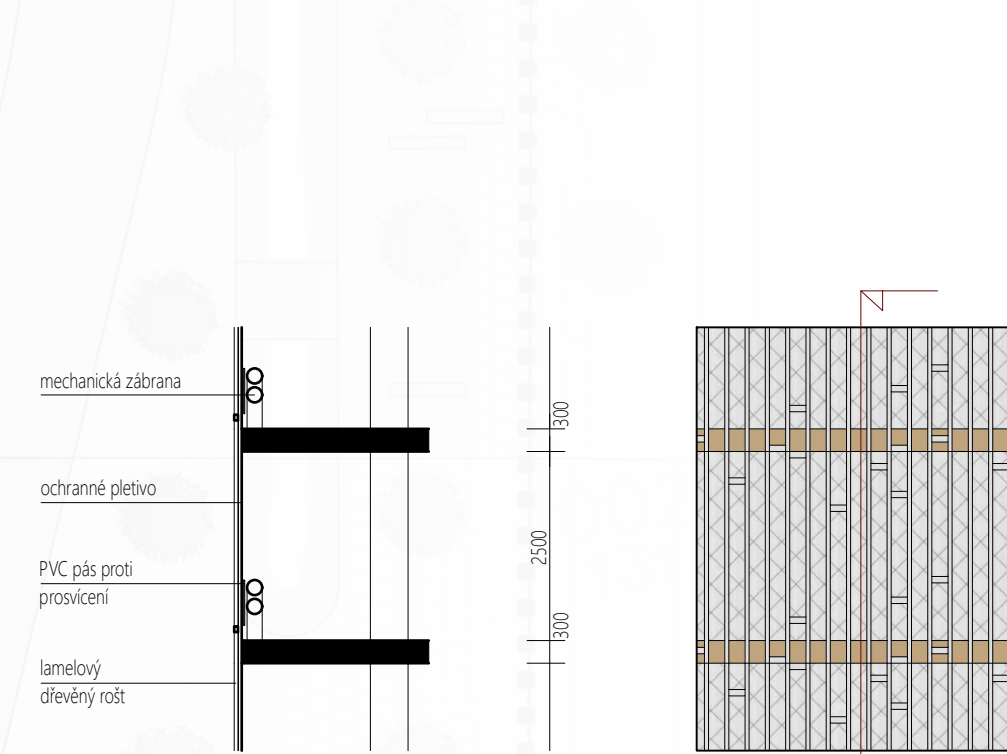 mechanická zábrana
ochranné pletivo
PVC pás proti
prosvícení
lamelový
dřevěný rošt
300
2500
300